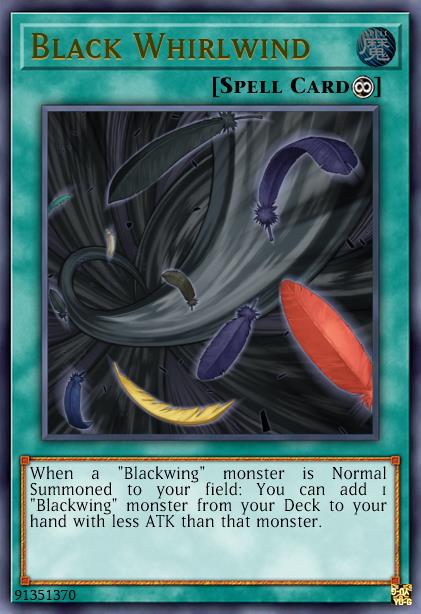 Black Whirlwind
魔
[Spell Card]
When a "Blackwing" monster is Normal
Summoned to your field: You can add 1
"Blackwing" monster from your Deck to your
hand with less ATK than that monster.
91351370